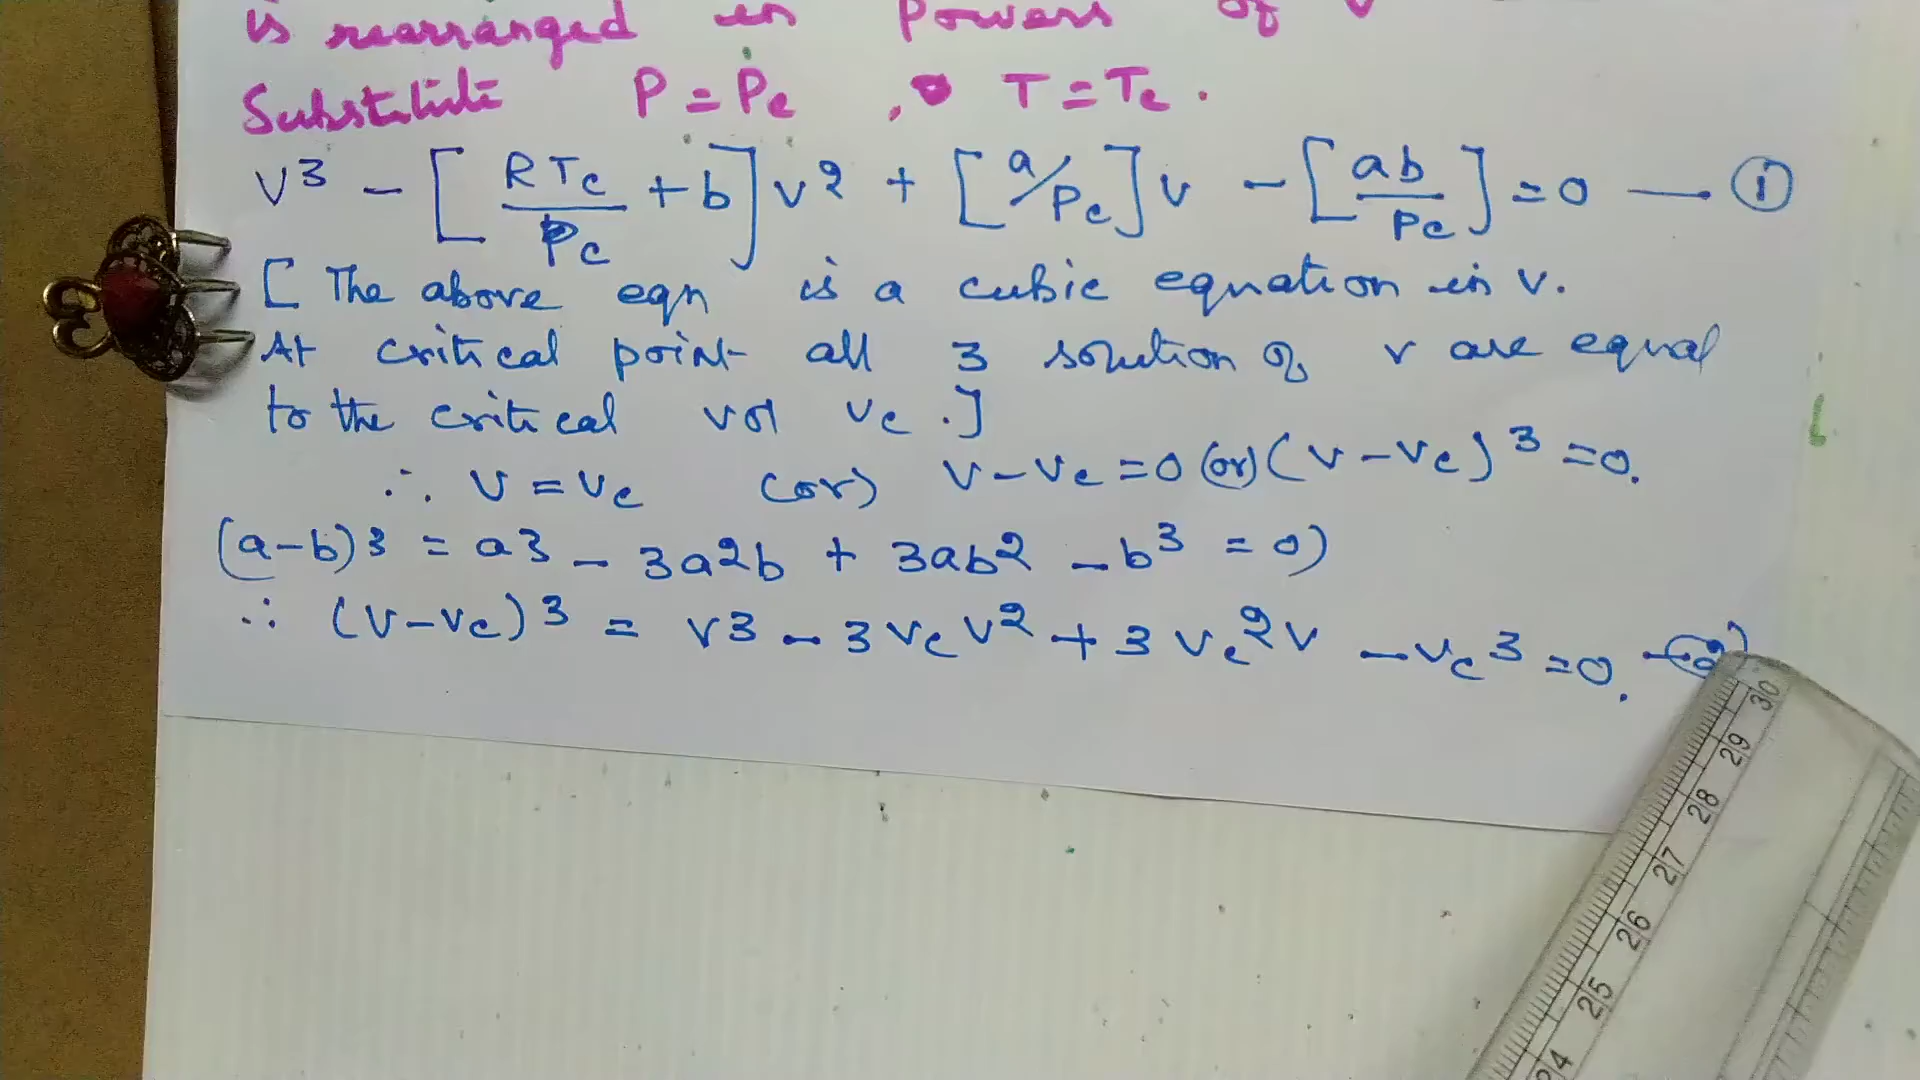 is rearranged in Powers of V
Substitute P = Pc , T = Tc .
V³ - [RTc/Pc + b] V² + [a/Pc] V - [ab/Pc] = 0 — ①
[ The above eqn is a cubic equation in V.
At critical point all 3 solution of V are equal
to the critical vol Vc .]
∴ V = Vc (or) V - Vc = 0 (or) (V - Vc)³ = 0.
(a-b)³ = a³ - 3a²b + 3ab² - b³ = 0)
∴ (V-Vc)³ = V³ - 3VcV² + 3Vc²V - Vc³ = 0. — ②
30
29
28
27
26
25
24